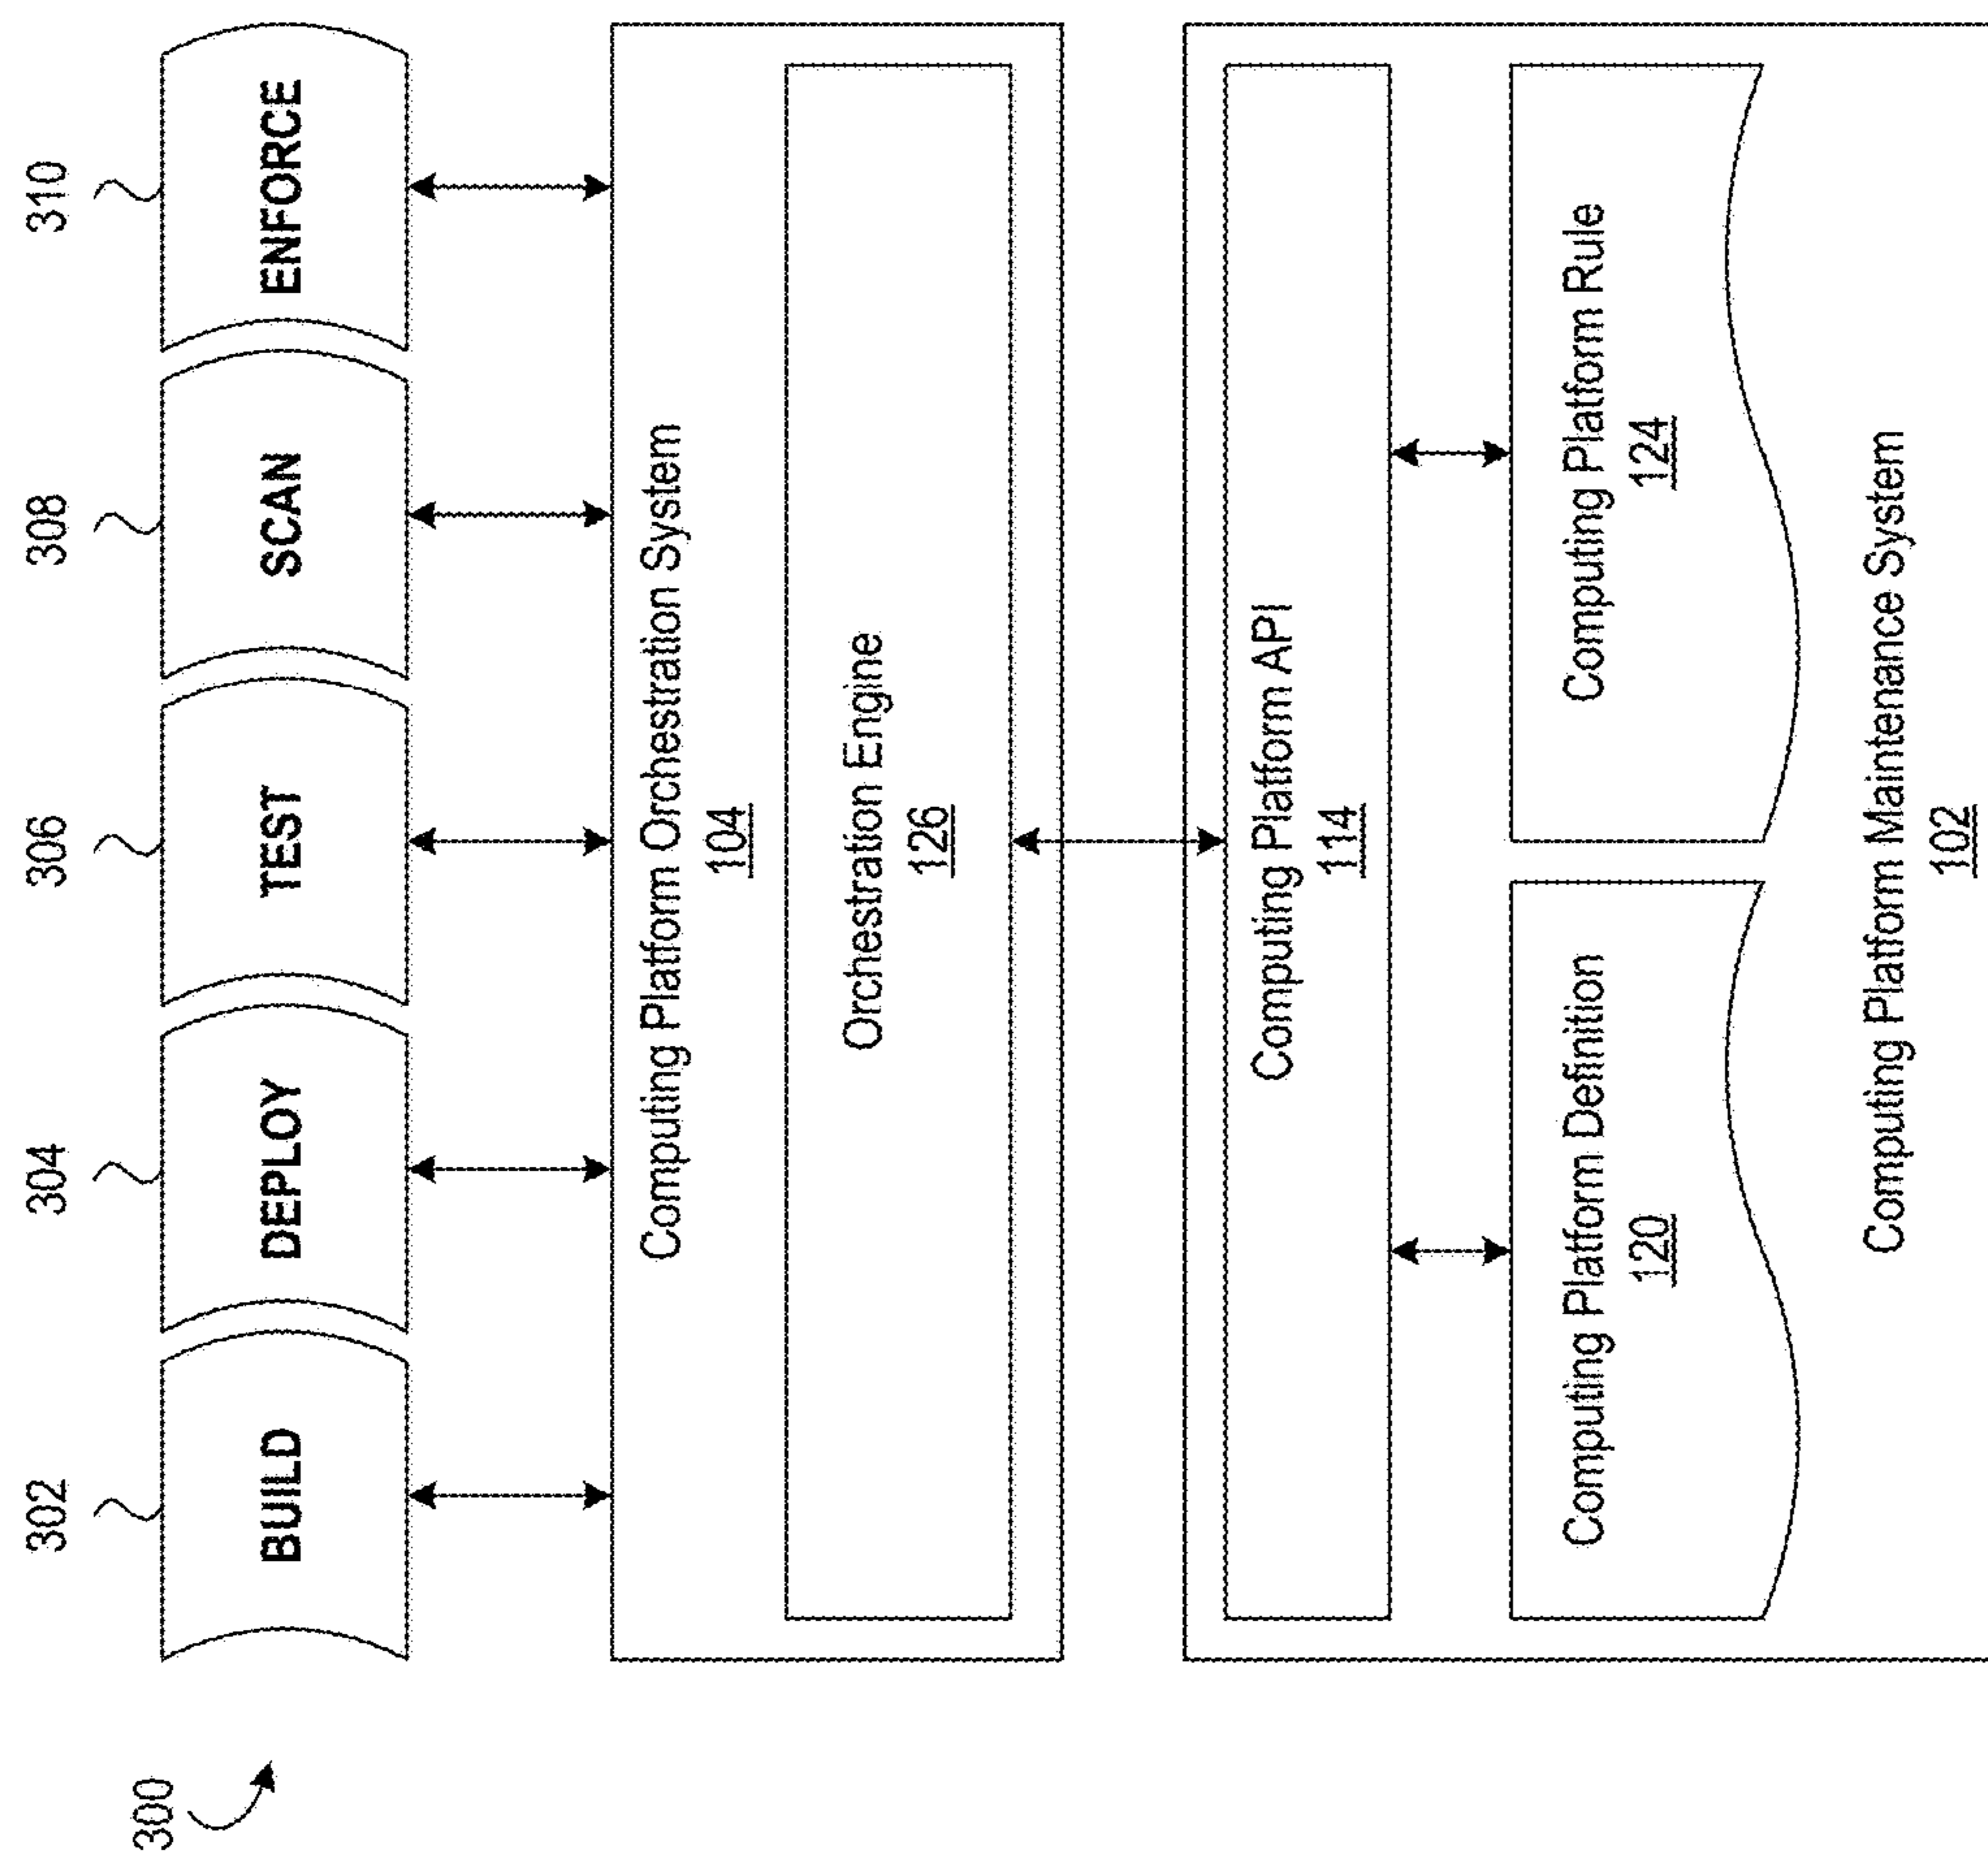 300
302
304
306
308
310
BUILD
DEPLOY
TEST
SCAN
ENFORCE
Computing Platform Orchestration System
104
Orchestration Engine
126
Computing Platform API
114
Computing Platform Definition
120
Computing Platform Rule
124
Computing Platform Maintenance System
102